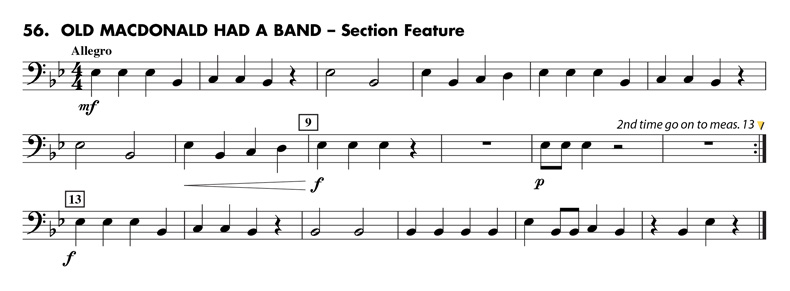 56. OLD MACDONALD HAD A BAND – Section Feature
Allegro
4
4
mf
9
2nd time go on to meas. 13
f
p
13
f